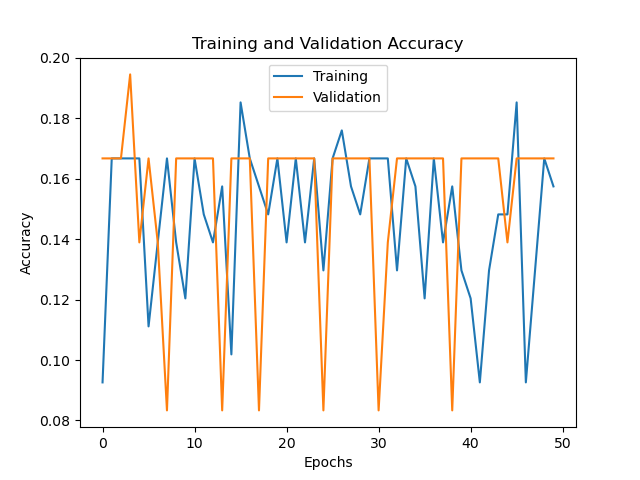 Training and Validation Accuracy
Training
Validation
0.20
0.18
0.16
0.14
0.12
0.10
0.08
Accuracy
0 10 20 30 40 50
Epochs